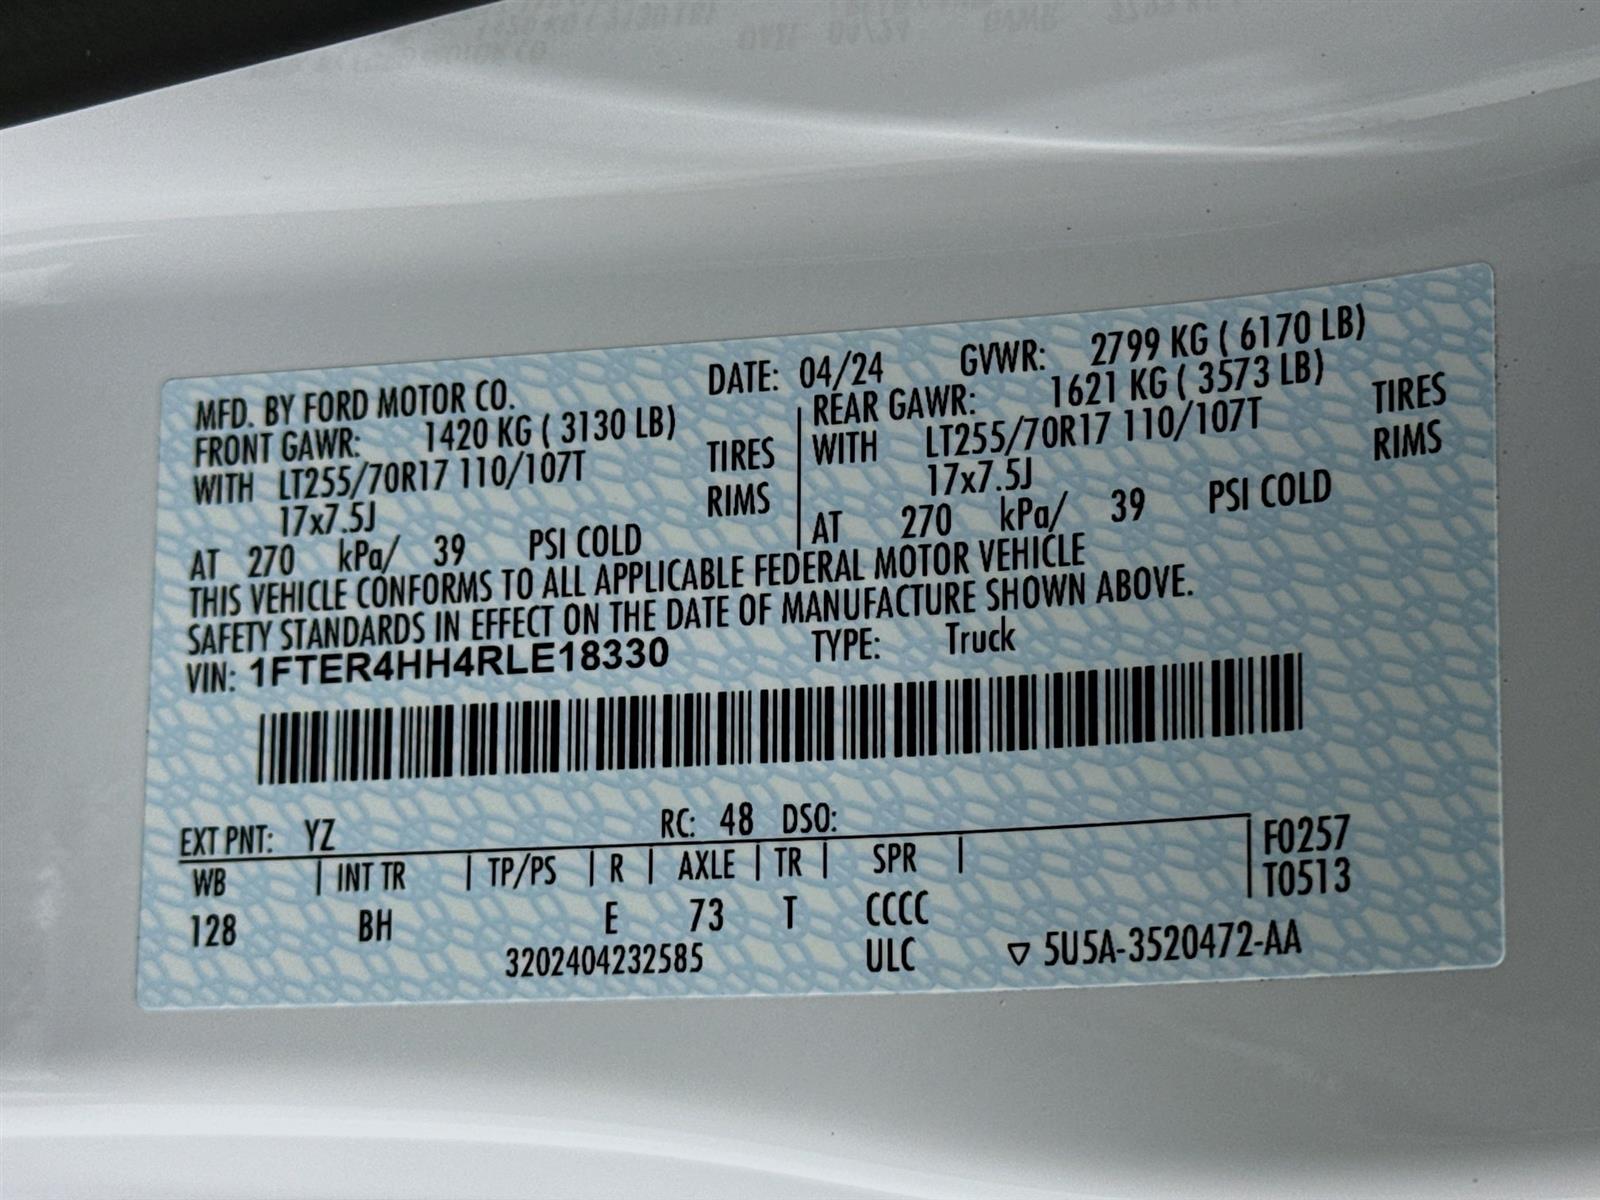 MFD. BY FORD MOTOR CO. DATE: 04/24 GVWR: 2799 KG ( 6170 LB)
FRONT GAWR: 1420 KG ( 3130 LB) REAR GAWR: 1621 KG ( 3573 LB)
WITH LT255/70R17 110/107T TIRES WITH LT255/70R17 110/107T TIRES
17x7.5J RIMS 17x7.5J RIMS
AT 270 kPa/ 39 PSI COLD AT 270 kPa/ 39 PSI COLD
THIS VEHICLE CONFORMS TO ALL APPLICABLE FEDERAL MOTOR VEHICLE
SAFETY STANDARDS IN EFFECT ON THE DATE OF MANUFACTURE SHOWN ABOVE.
VIN: 1FTER4HH4RLE18330 TYPE: Truck
EXT PNT: YZ RC: 48 DSO:
WB INT TR TP/PS R AXLE TR SPR F0257
T0513
128 BH E 73 T CCCC
3202404232585 ULC ▽ 5U5A-3520472-AA